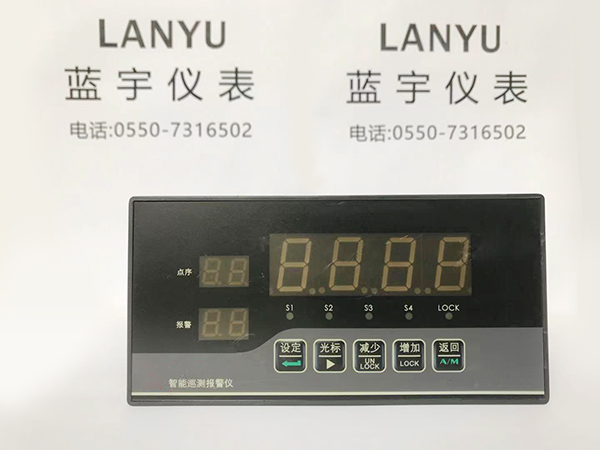 LANYU
蓝宇仪表
电话:0550-7316502
LANYU
蓝宇仪表
电话:0550-7316502
点序
报警
S1 S2 S3 S4 LOCK
设定 光标 减少 增加 返回
UN LOCK LOCK A/M
智能巡测报警仪